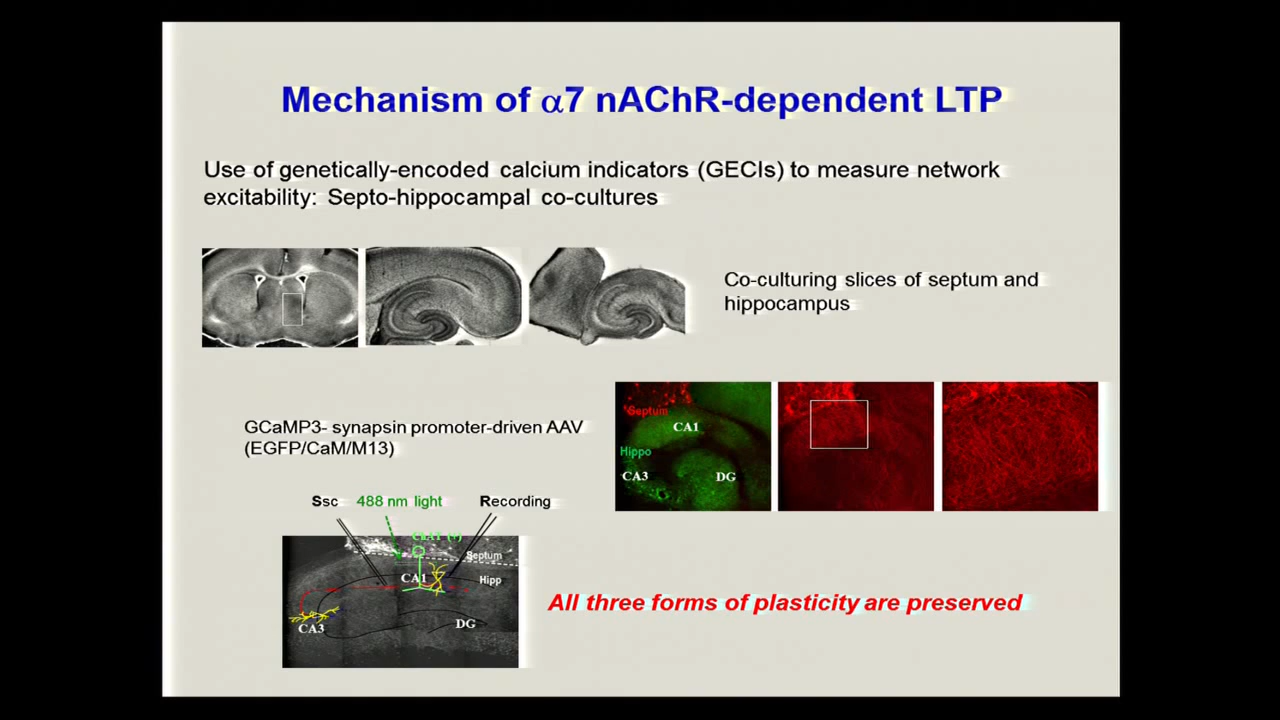 Mechanism of α7 nAChR-dependent LTP
Use of genetically-encoded calcium indicators (GECIs) to measure network
excitability: Septo-hippocampal co-cultures
Co-culturing slices of septum and
hippocampus
GCaMP3- synapsin promoter-driven AAV
(EGFP/CaM/M13)
Septum
CA1
Hippo
CA3
DG
Ssc
488 nm light
Recording
ChAT (+)
Septum
CA1
Hipp
CA3
DG
All three forms of plasticity are preserved